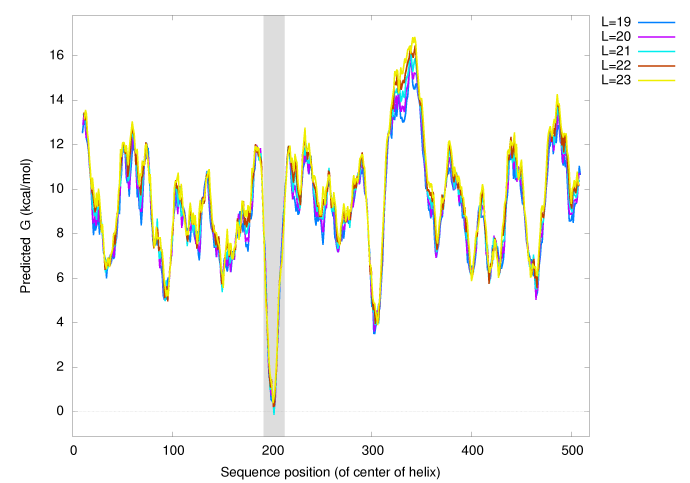 L=19
L=20
L=21
L=22
L=23
16
14
12
10
8
6
4
2
0
Predicted G (kcal/mol)
0 100 200 300 400 500
Sequence position (of center of helix)